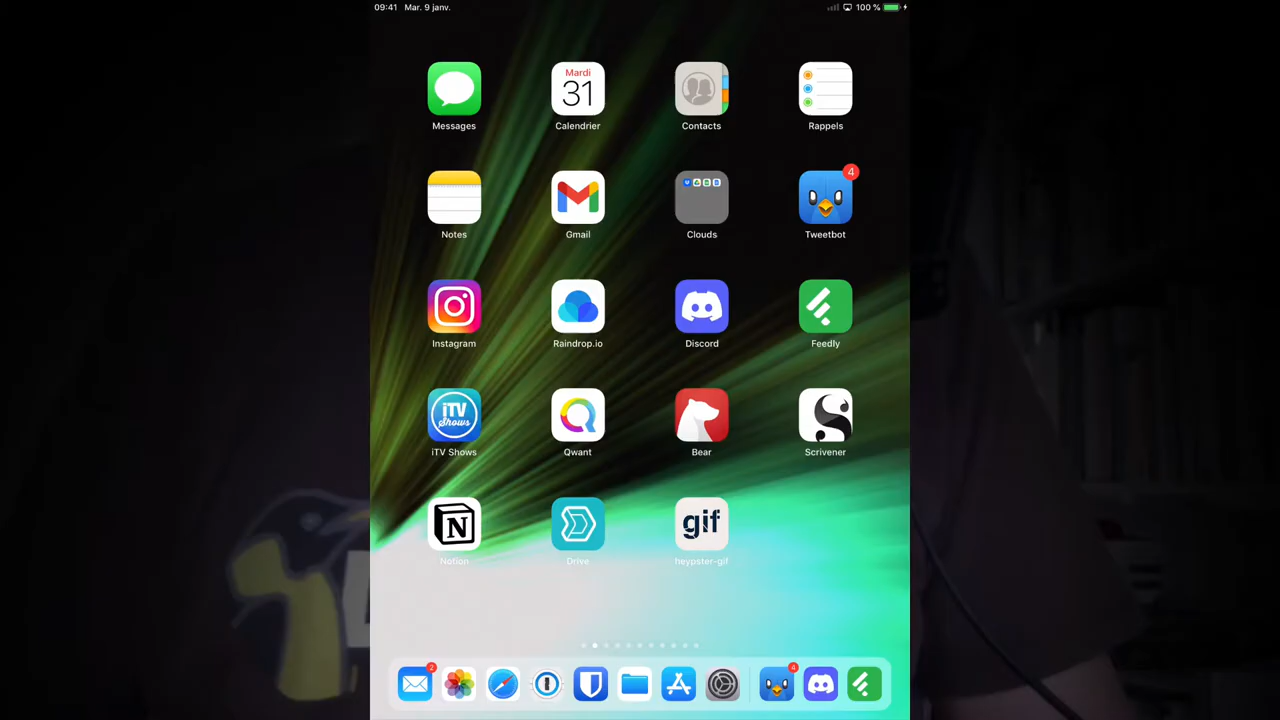 09:41 Mar. 9 janv.
100 %
Mardi
31
Messages
Calendrier
Contacts
Rappels
4
Notes
Gmail
Clouds
Tweetbot
Instagram
Raindrop.io
Discord
Feedly
iTV
Shows
iTV Shows
Qwant
Bear
Scrivener
N
gif
Notion
Drive
heypster-gif
2
4